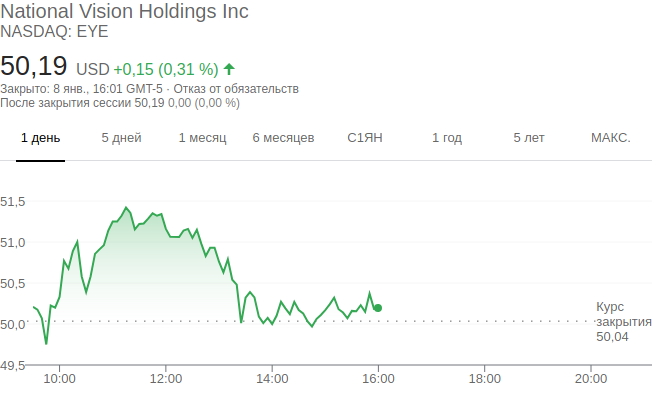 National Vision Holdings Inc
NASDAQ: EYE
50,19 USD +0,15 (0,31 %)
Закрыто: 8 янв., 16:01 GMT-5 · Отказ от обязательств
После закрытия сессии 50,19 0,00 (0,00 %)
1 день 5 дней 1 месяц 6 месяцев С1ЯН 1 год 5 лет МАКС.
51,5
51,0
50,5
50,0
49,5
Курс
закрытия
50,04
10:00 12:00 14:00 16:00 18:00 20:00